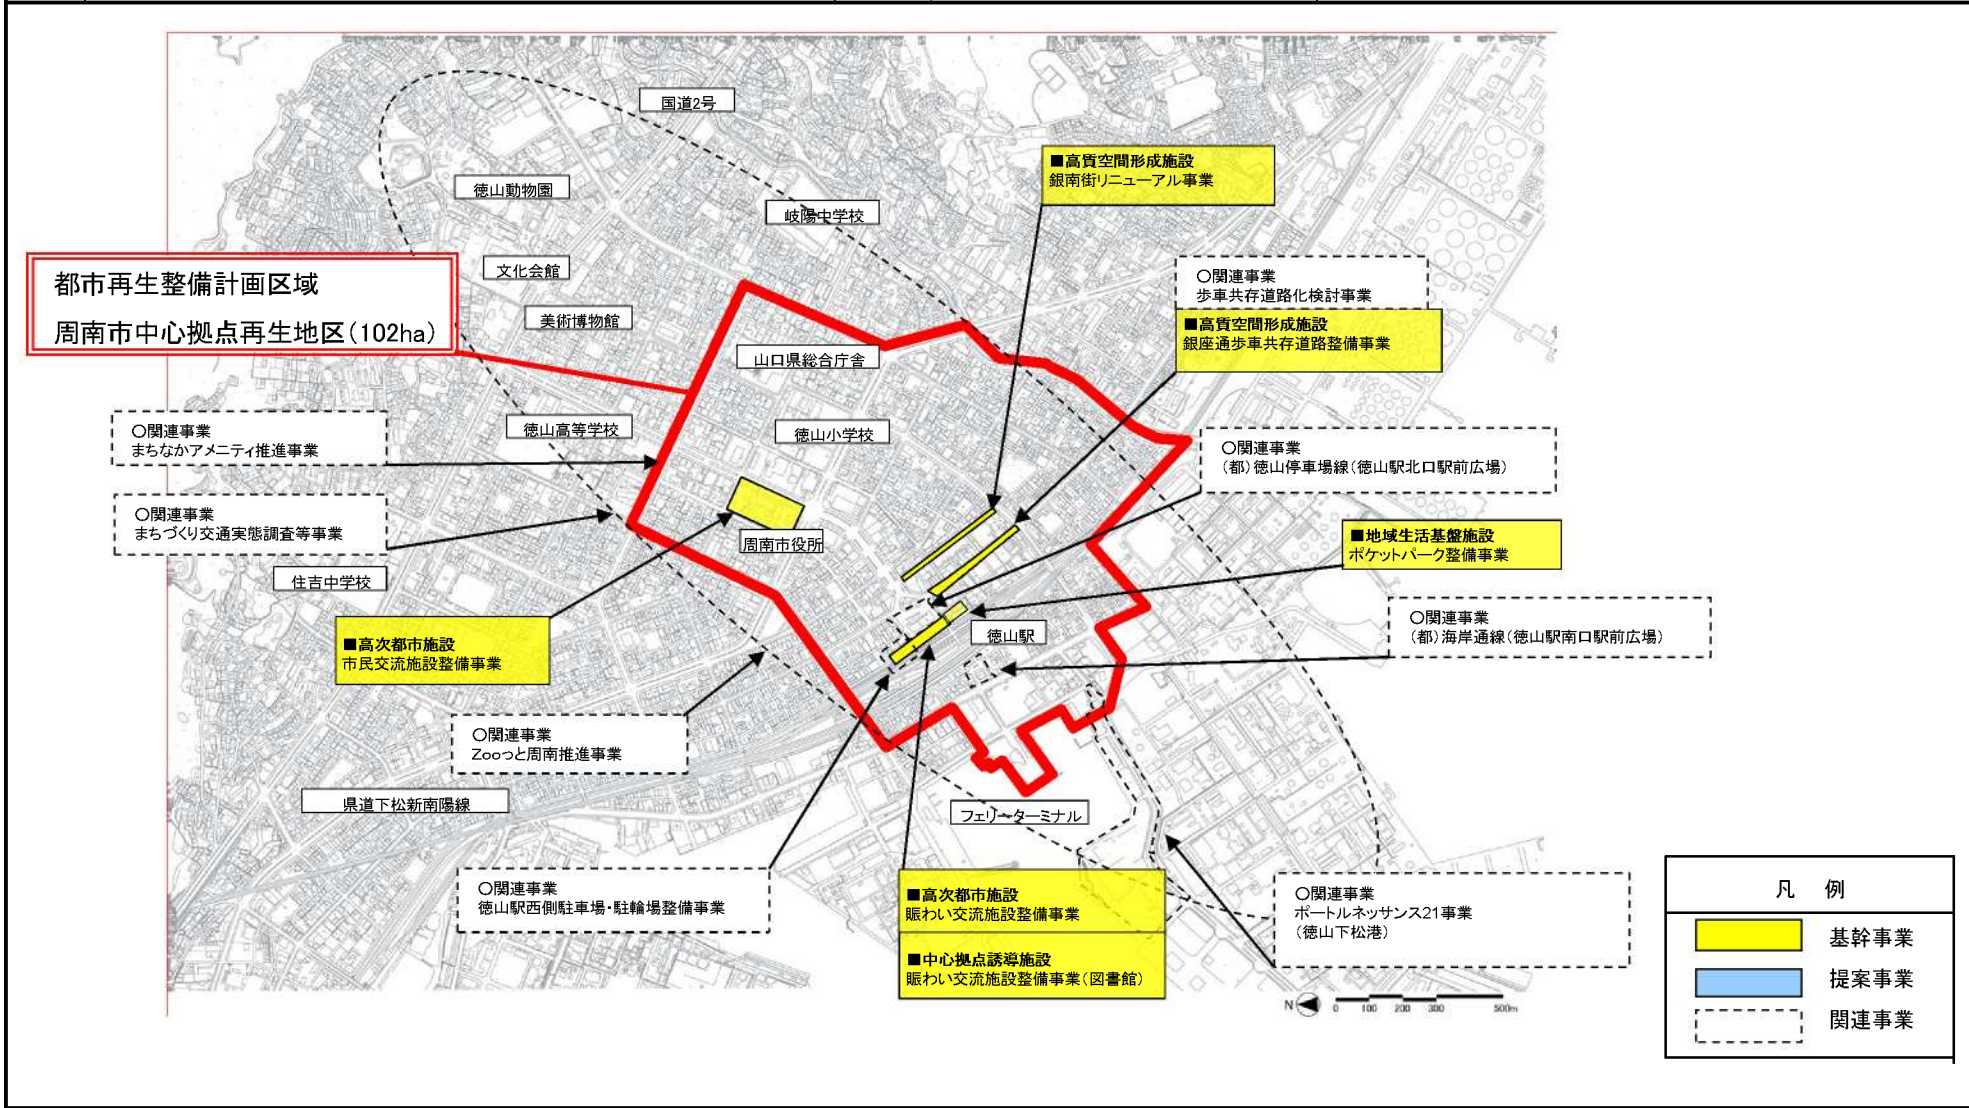 国道2号
■高質空間形成施設
銀南街リニューアル事業
徳山動物園
岐陽中学校
都市再生整備計画区域
周南市中心拠点再生地区(102ha)
文化会館
○関連事業
歩車共存道路化検討事業
■高質空間形成施設
銀座通歩車共存道路整備事業
美術博物館
山口県総合庁舎
○関連事業
まちなかアメニティ推進事業
徳山高等学校
徳山小学校
○関連事業
(都)徳山停車場線(徳山駅北口駅前広場)
○関連事業
まちづくり交通実態調査等事業
周南市役所
■地域生活基盤施設
ポケットパーク整備事業
住吉中学校
○関連事業
(都)海岸通線(徳山駅南口駅前広場)
■高次都市施設
市民交流施設整備事業
徳山駅
○関連事業
Zooっと周南推進事業
県道下松新南陽線
フェリーターミナル
○関連事業
徳山駅西側駐車場・駐輪場整備事業
■高次都市施設
賑わい交流施設整備事業
■中心拠点誘導施設
賑わい交流施設整備事業(図書館)
○関連事業
ポートルネッサンス21事業
(徳山下松港)
凡 例
基幹事業
提案事業
関連事業
N 0 100 200 300 500m